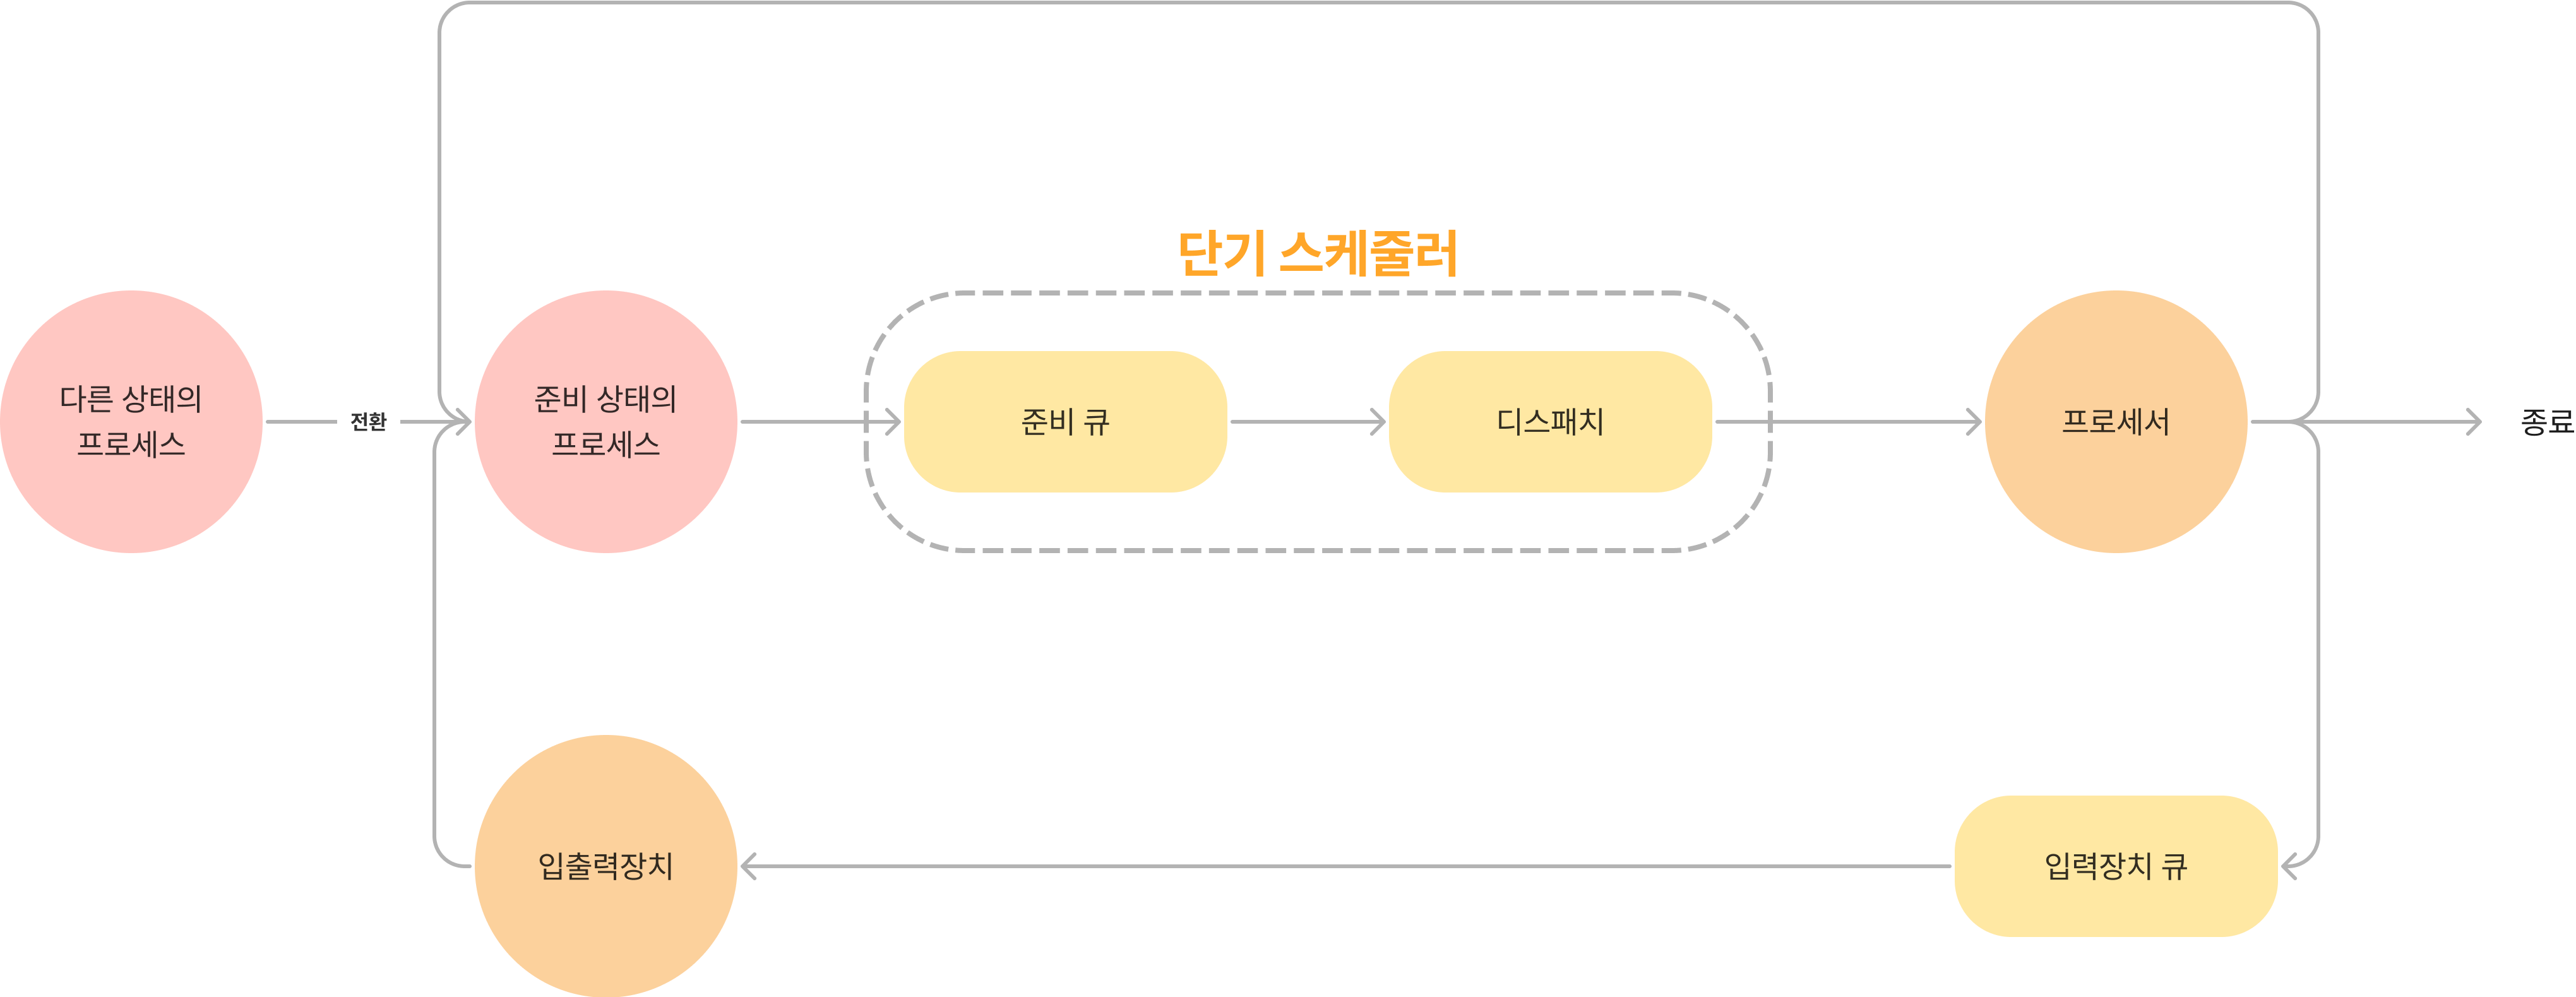 단기 스케줄러
다른 상태의
프로세스
전환
준비 상태의
프로세스
준비 큐
디스패치
프로세서
종료
입출력장치
입력장치 큐